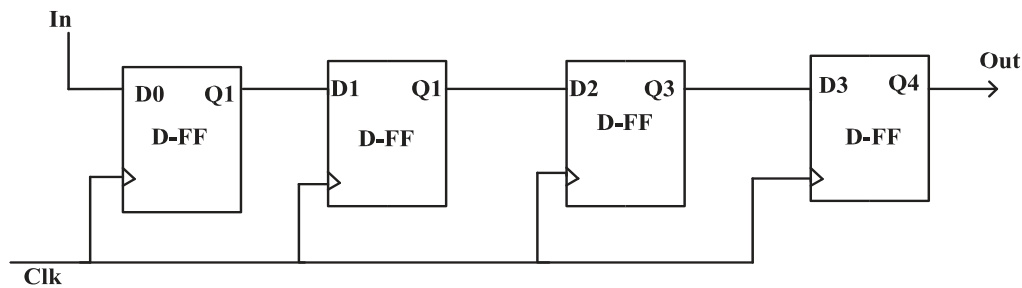 In
D0 Q1
D-FF
D1 Q1
D-FF
D2 Q3
D-FF
D3 Q4
D-FF
Out
Clk